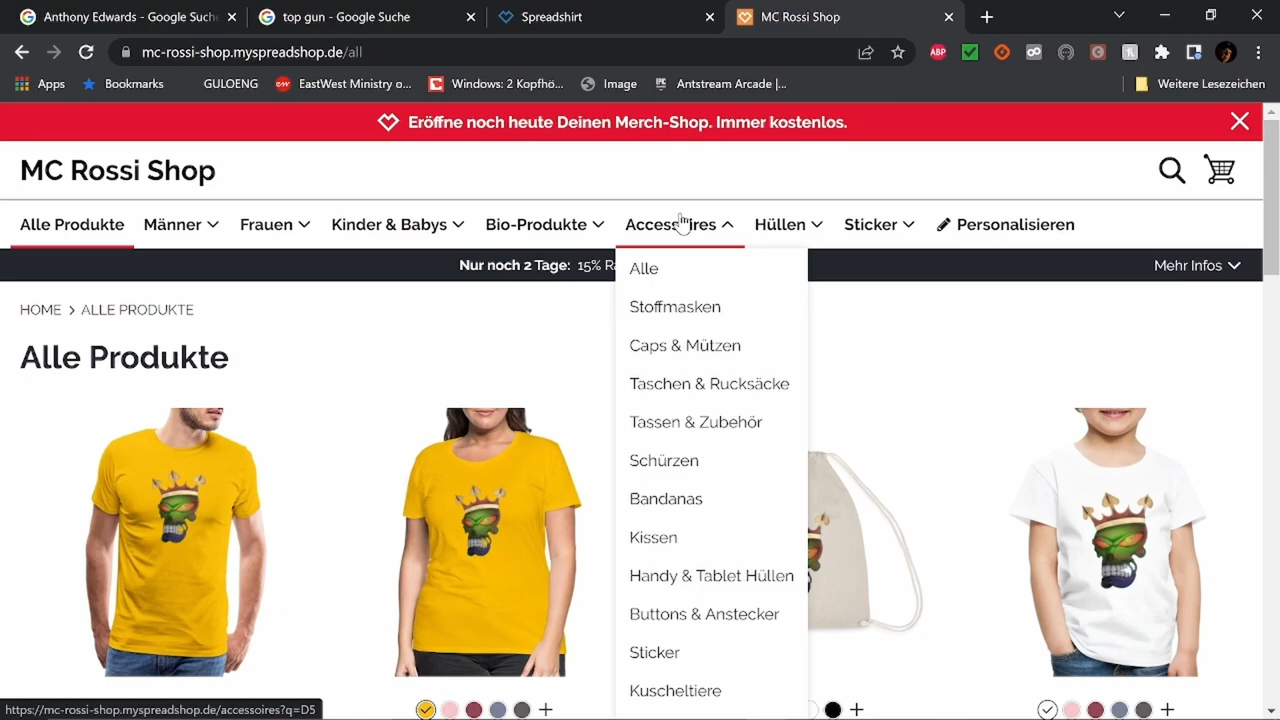 Anthony Edwards - Google Suche
top gun - Google Suche
Spreadshirt
MC Rossi Shop
mc-rossi-shop.myspreadshop.de/all
ABP
Apps
Bookmarks
GULOENG
EastWest Ministry o...
Windows: 2 Kopfhö...
Image
Antstream Arcade |...
Weitere Lesezeichen
Eröffne noch heute Deinen Merch-Shop. Immer kostenlos.
MC Rossi Shop
Alle Produkte
Männer
Frauen
Kinder & Babys
Bio-Produkte
Accessoires
Hüllen
Sticker
Personalisieren
Nur noch 2 Tage: 15%
Mehr Infos
HOME > ALLE PRODUKTE
Alle Produkte
Alle
Stoffmasken
Caps & Mützen
Taschen & Rucksäcke
Tassen & Zubehör
Schürzen
Bandanas
Kissen
Handy & Tablet Hüllen
Buttons & Anstecker
Sticker
Kuscheltiere
https://mc-rossi-shop.myspreadshop.de/accessoires?q=D5